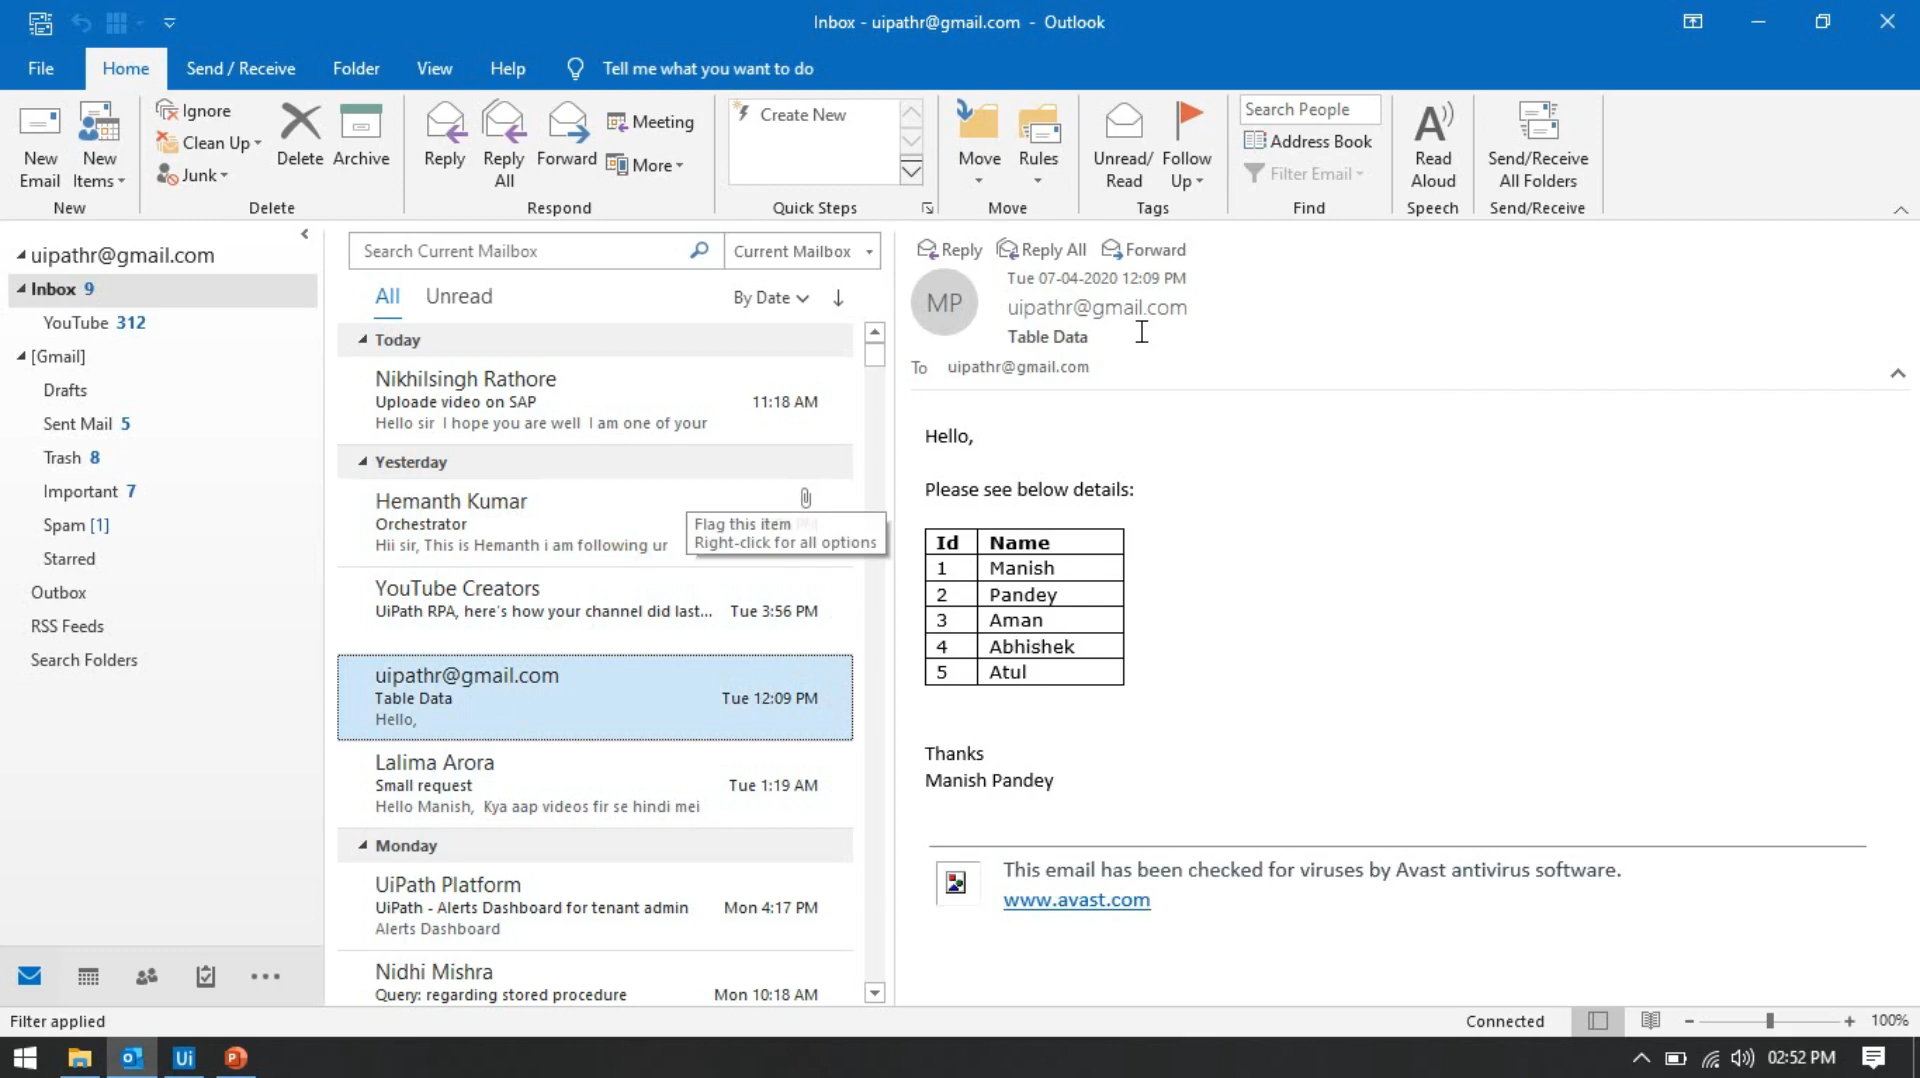 Inbox - uipathr@gmail.com - Outlook
File Home Send / Receive Folder View Help Tell me what you want to do
New Email
New Items
New
Ignore
Clean Up
Junk
Delete
Archive
Delete
Reply
Reply All
Forward
Meeting
More
Respond
Create New
Quick Steps
Move
Rules
Move
Unread/ Read
Follow Up
Tags
Search People
Address Book
Filter Email
Find
Read Aloud
Speech
Send/Receive All Folders
Send/Receive
uipathr@gmail.com
Inbox 9
YouTube 312
[Gmail]
Drafts
Sent Mail 5
Trash 8
Important 7
Spam [1]
Starred
Outbox
RSS Feeds
Search Folders
Search Current Mailbox Current Mailbox
All Unread By Date
Today
Nikhilsingh Rathore
Uploade video on SAP 11:18 AM
Hello sir I hope you are well I am one of your
Yesterday
Hemanth Kumar
Orchestrator
Hii sir, This is Hemanth i am following ur
Flag this item
Right-click for all options
YouTube Creators
UiPath RPA, here's how your channel did last... Tue 3:56 PM
uipathr@gmail.com
Table Data Tue 12:09 PM
Hello,
Lalima Arora
Small request Tue 1:19 AM
Hello Manish, Kya aap videos fir se hindi mei
Monday
UiPath Platform
UiPath - Alerts Dashboard for tenant admin Mon 4:17 PM
Alerts Dashboard
Nidhi Mishra
Query: regarding stored procedure Mon 10:18 AM
Reply Reply All Forward
Tue 07-04-2020 12:09 PM
MP
uipathr@gmail.com
Table Data
To uipathr@gmail.com
Hello,
Please see below details:
Id Name
1 Manish
2 Pandey
3 Aman
4 Abhishek
5 Atul
Thanks
Manish Pandey
This email has been checked for viruses by Avast antivirus software.
www.avast.com
Filter applied Connected 100%
Ui P 02:52 PM